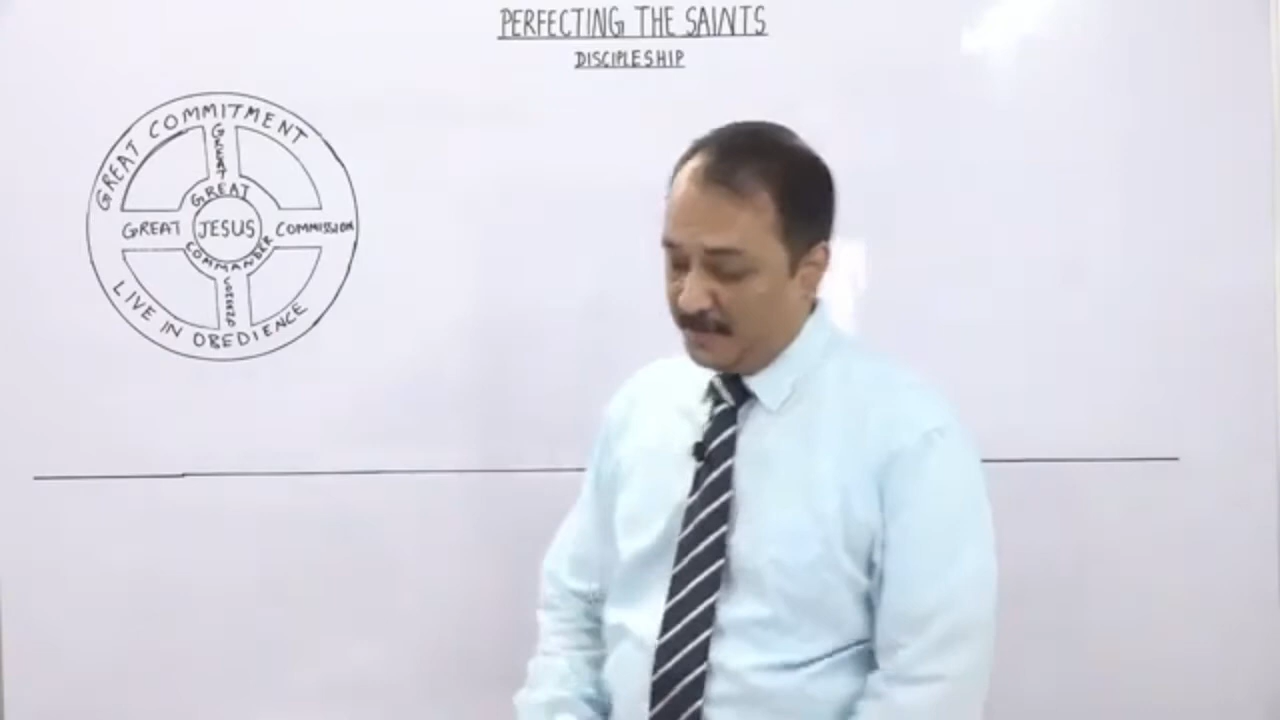 PERFECTING THE SAINTS
DISCIPLESHIP
GREAT COMMITMENT
GREAT
GREAT
GREAT
JESUS
COMMISSION
COMMANDER
LIVE IN OBEDIENCE